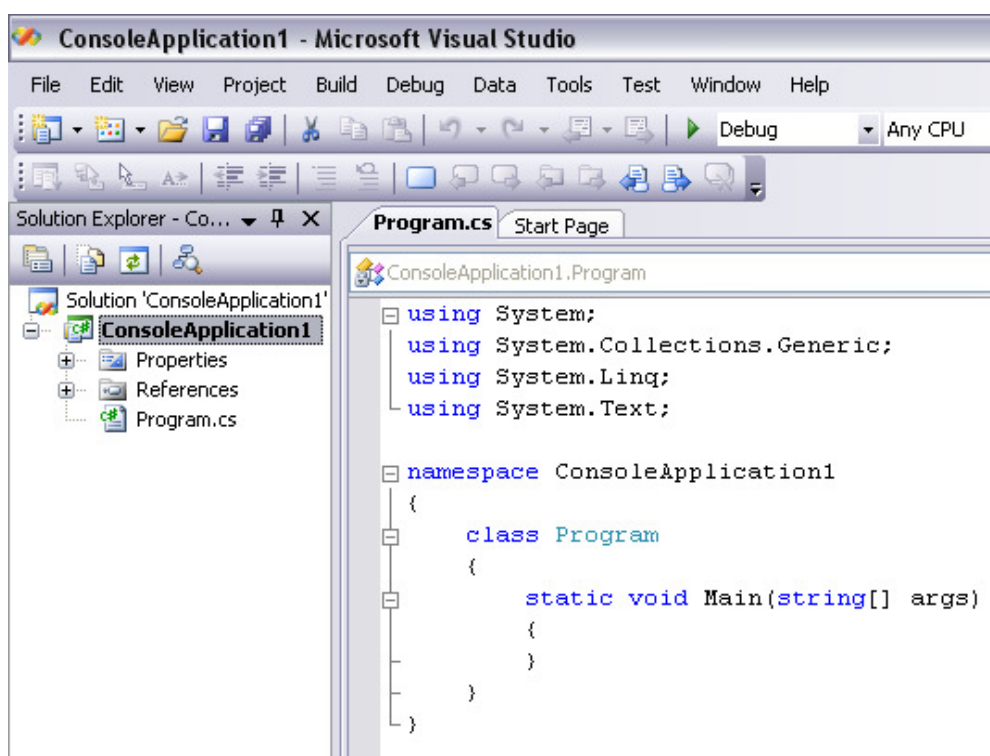 ConsoleApplication1 - Microsoft Visual Studio
File Edit View Project Build Debug Data Tools Test Window Help
Debug Any CPU
Solution Explorer - Co...
Program.cs Start Page
ConsoleApplication1.Program
Solution 'ConsoleApplication1'
ConsoleApplication1
Properties
References
Program.cs
using System;
using System.Collections.Generic;
using System.Linq;
using System.Text;
namespace ConsoleApplication1
{
class Program
{
static void Main(string[] args)
{
}
}
}